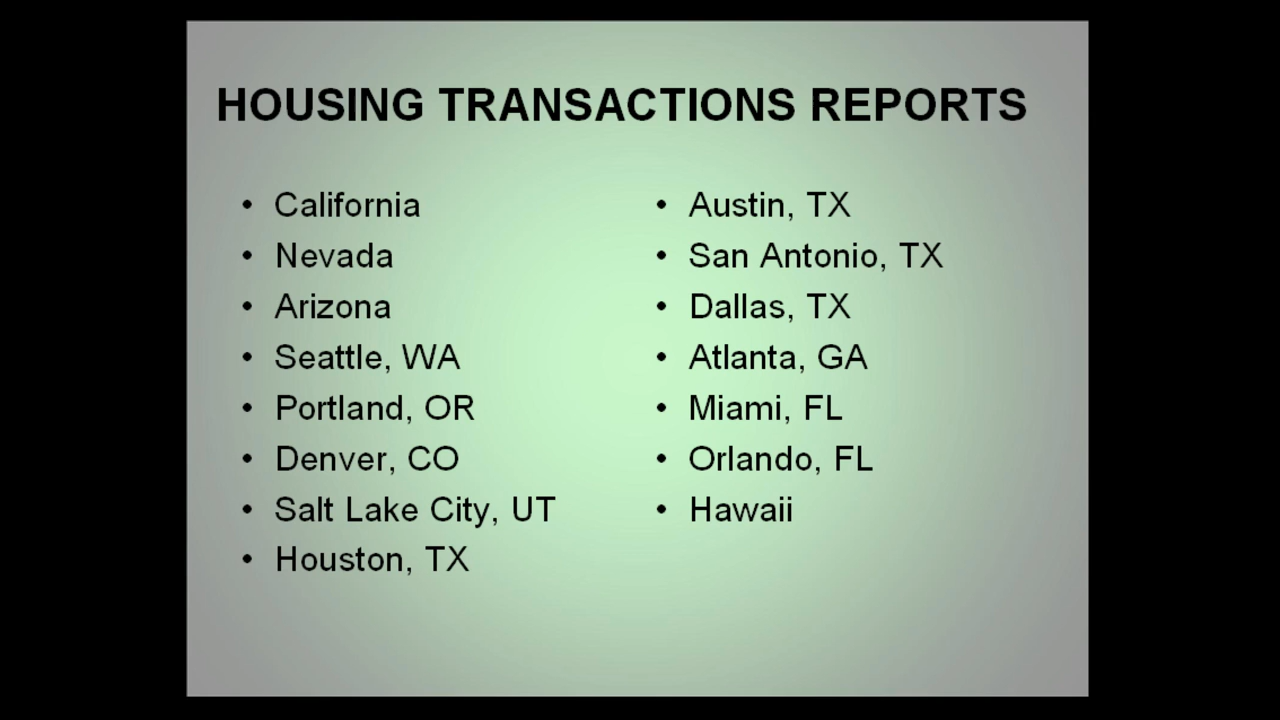 HOUSING TRANSACTIONS REPORTS
• California
• Nevada
• Arizona
• Seattle, WA
• Portland, OR
• Denver, CO
• Salt Lake City, UT
• Houston, TX
• Austin, TX
• San Antonio, TX
• Dallas, TX
• Atlanta, GA
• Miami, FL
• Orlando, FL
• Hawaii